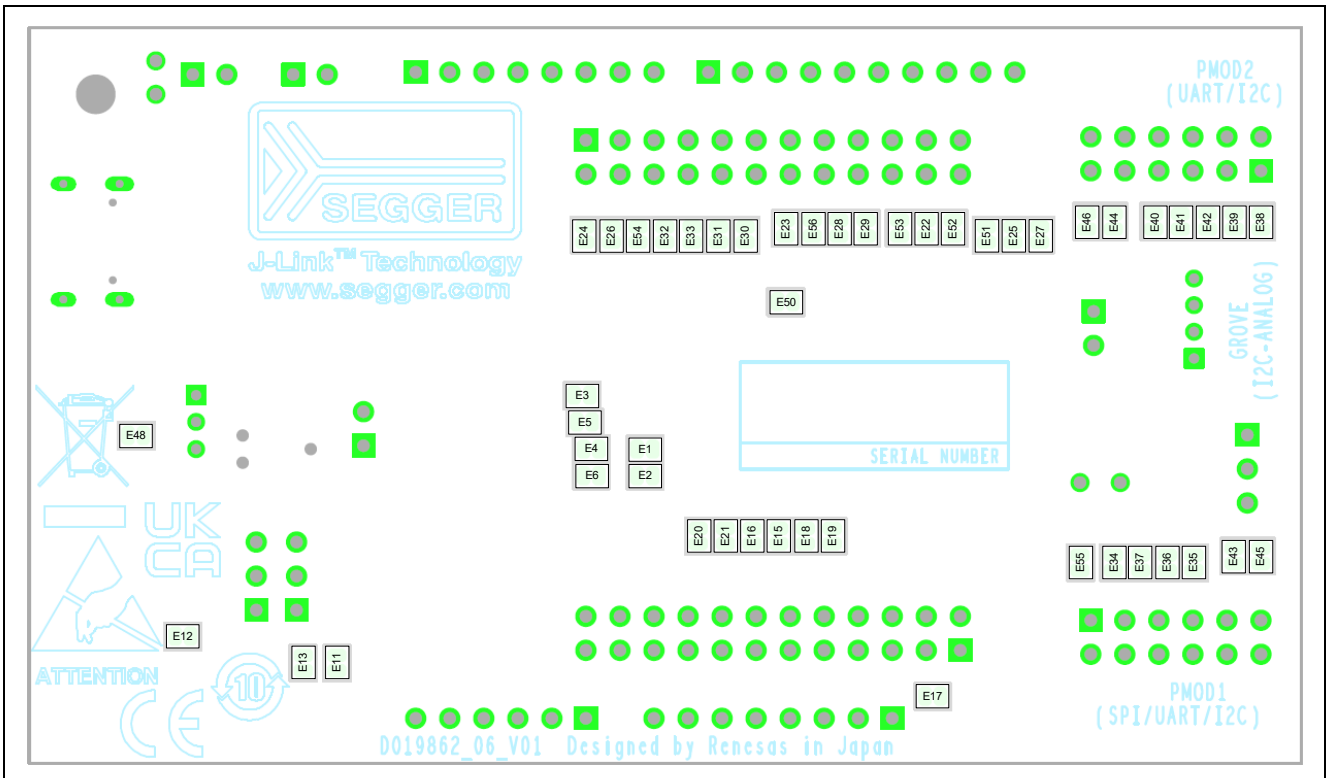 PMOD2
(UART/I2C)
SEGGER
J-Link™ Technology
www.segger.com
E24 E26 E54 E32 E33 E31 E30 E23 E56 E28 E29 E53 E22 E52 E51 E25 E27 E46 E44 E40 E41 E42 E39 E38
E50
GROVE
(I2C-ANALOG)
E3
E5
E48
E4 E1
E6 E2
SERIAL NUMBER
UK
CA
E20 E21 E16 E15 E18 E19
E55 E34 E37 E36 E35 E43 E45
E12
E13 E11
ATTENTION
10
CE
E17
PMOD1
(SPI/UART/I2C)
D019862_06_V01 Designed by Renesas in Japan